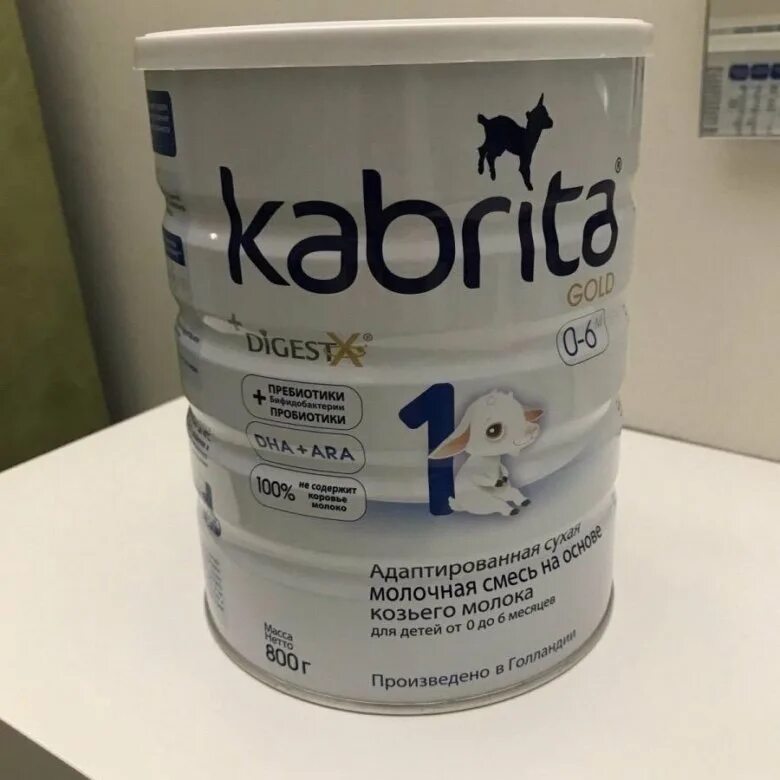 kabrita®
GOLD
0-6 М
+
DIGESTX®
ПРЕБИОТИКИ
+ Бифидобактерии
ПРОБИОТИКИ
DHA+ARA
100% не содержит
коровье
молоко
1
Адаптированная сухая
молочная смесь на основе
козьего молока
для детей от 0 до 6 месяцев
Масса
Нетто
800 г
Произведено в Голландии